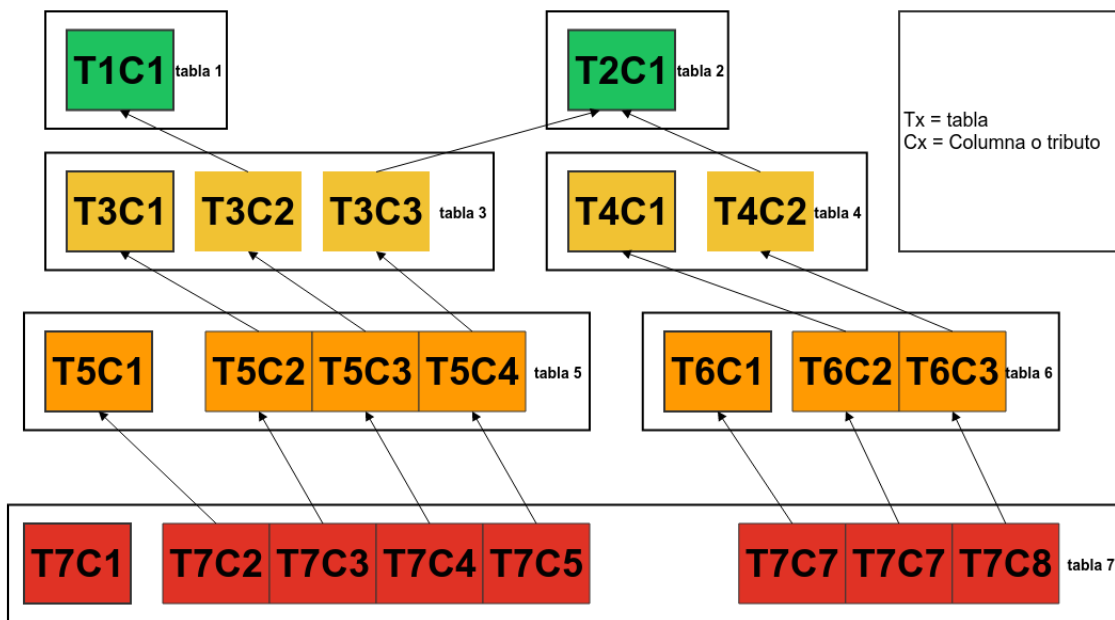 T1C1 tabla 1
T2C1 tabla 2
Tx = tabla
Cx = Columna o tributo
T3C1 T3C2 T3C3 tabla 3
T4C1 T4C2 tabla 4
T5C1 T5C2 T5C3 T5C4 tabla 5
T6C1 T6C2 T6C3 tabla 6
T7C1 T7C2 T7C3 T7C4 T7C5 T7C7 T7C7 T7C8 tabla 7